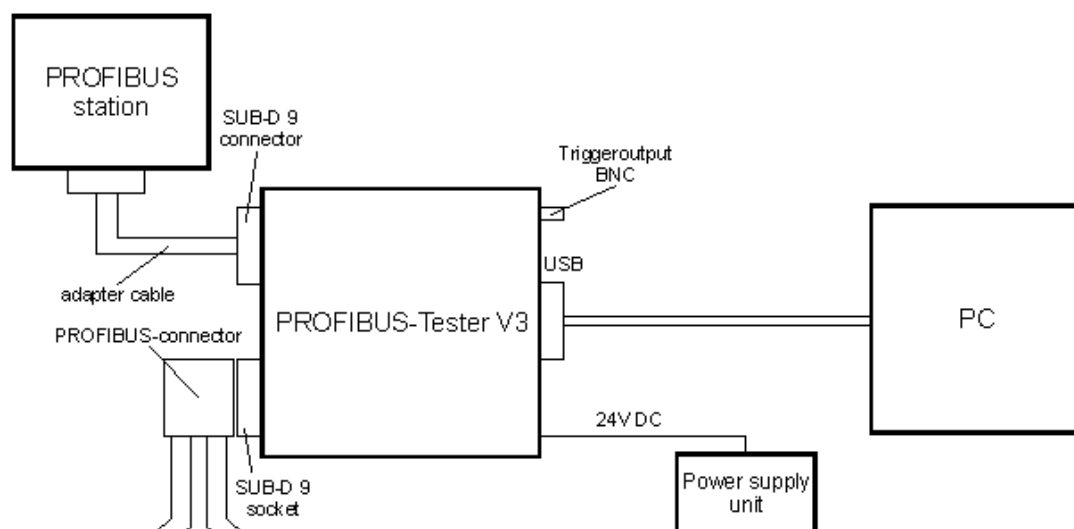 PROFIBUS
station
SUB-D 9
connector
Triggeroutput
BNC
adapter cable
USB
PROFIBUS-connector
PROFIBUS-Tester V3
PC
24V DC
SUB-D 9
socket
Power supply
unit